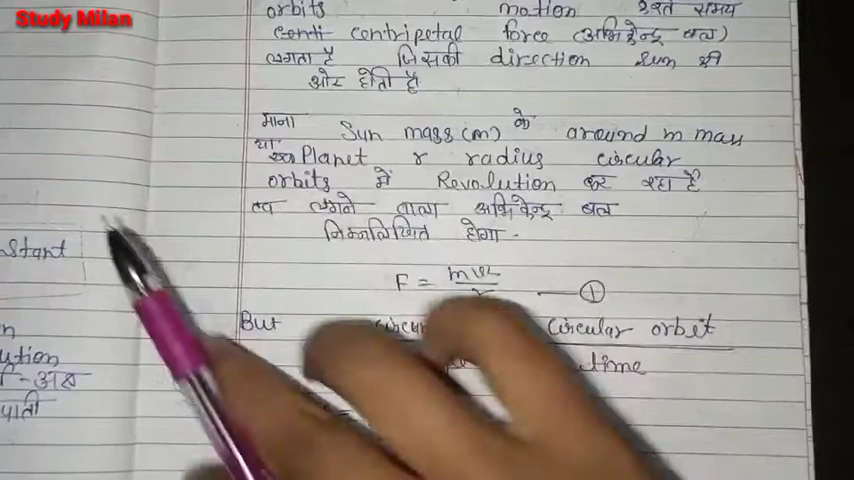 Study Milan
orbits motion करते समय
centi centripetal force (अभिकेन्द्र बल)
लगता है जिसकी direction Sun की
ओर होती है
माना Sun mass (m) के around m mass
या Planet r radius circular
orbits में Revolution कर रहा है
तब लगने वाला अभिकेन्द्र बल
निम्नलिखित होगा.
F = mv2
r ① 
But circular orbit
time
Start
ution
पाती